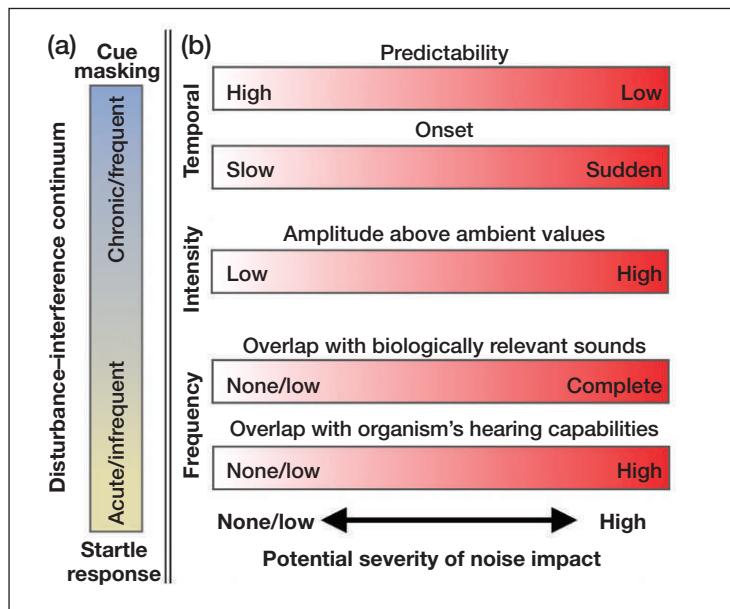 (a)
Cue
masking
Disturbance–interference continuum
Chronic/frequent
Acute/infrequent
Startle
response
(b)
Temporal
Predictability
High Low
Onset
Slow Sudden
Intensity
Amplitude above ambient values
Low High
Frequency
Overlap with biologically relevant sounds
None/low Complete
Overlap with organism's hearing capabilities
None/low High
None/low High
Potential severity of noise impact